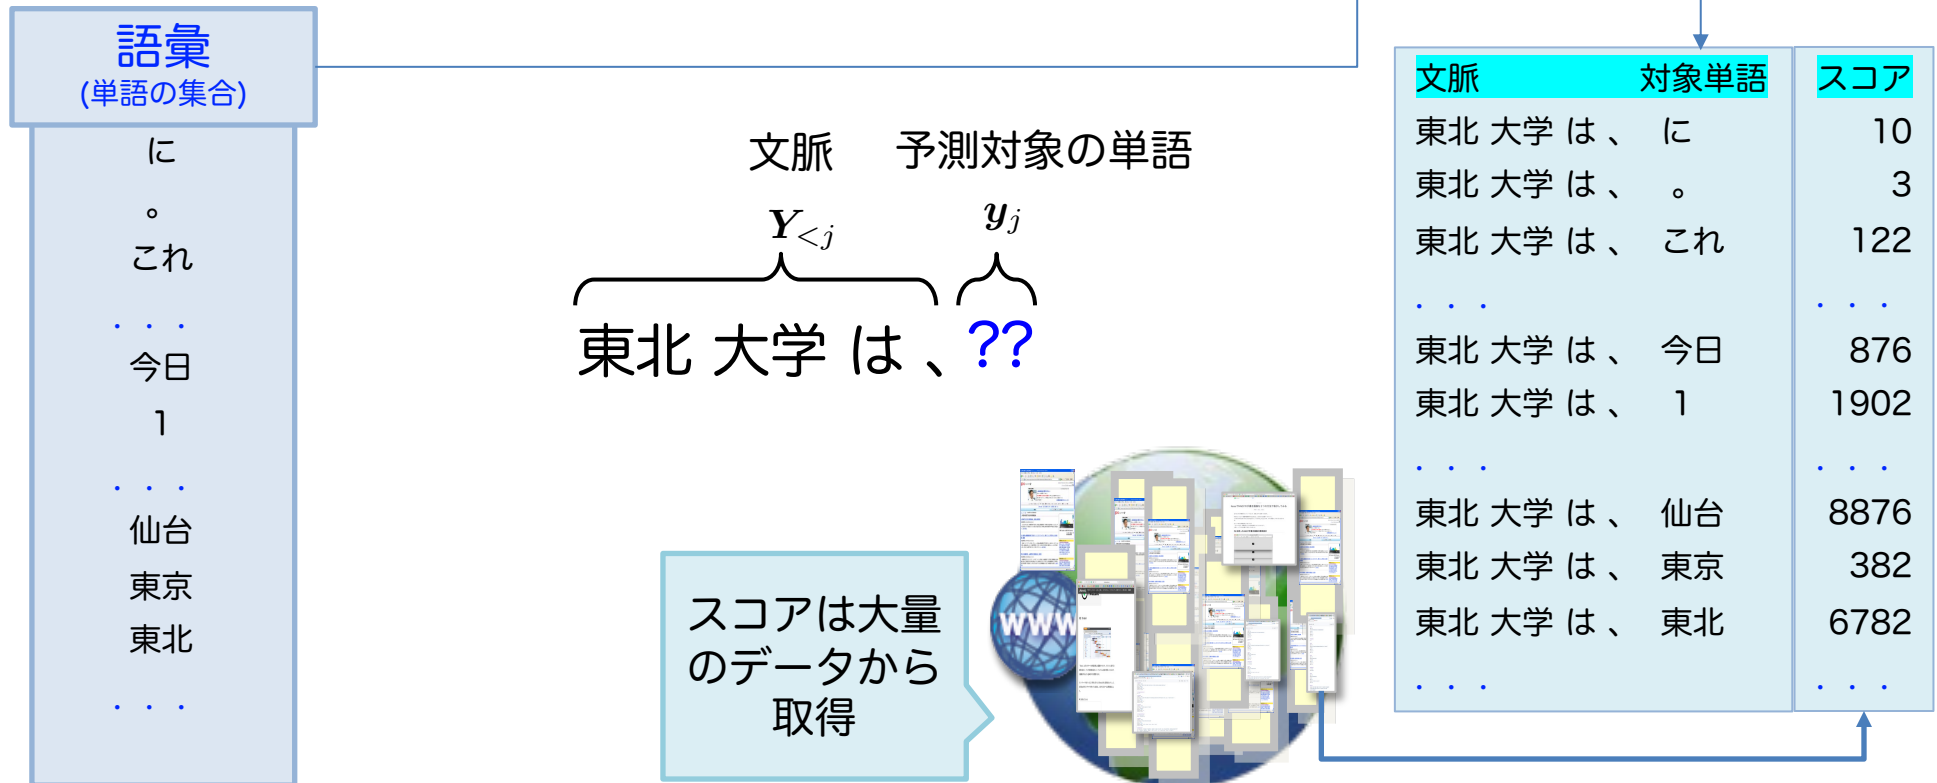 語彙
(単語の集合)
に
。
これ
・・・
今日
1
・・・
仙台
東京
東北
・・・
文脈 予測対象の単語
Y<j yj
東北 大学 は 、??
スコアは大量
のデータから
取得
WWW
文脈 対象単語 スコア
東北 大学 は 、 に 10
東北 大学 は 、 。 3
東北 大学 は 、 これ 122
・・・ ・・・
東北 大学 は 、 今日 876
東北 大学 は 、 1 1902
・・・ ・・・
東北 大学 は 、 仙台 8876
東北 大学 は 、 東京 382
東北 大学 は 、 東北 6782
・・・ ・・・